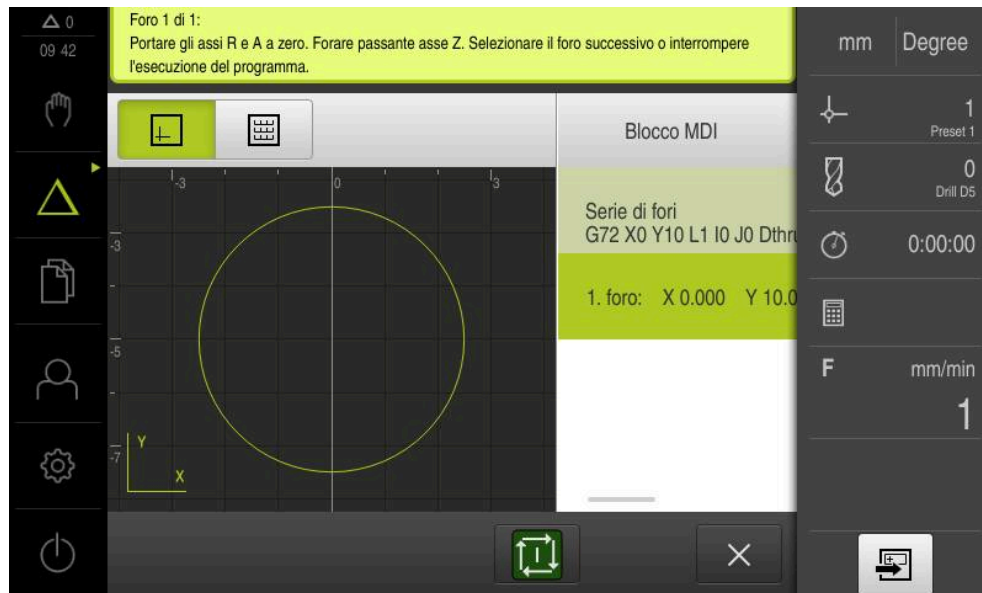 0
09 42
Foro 1 di 1:
Portare gli assi R e A a zero. Forare passante asse Z. Selezionare il foro successivo o interrompere
l'esecuzione del programma.
mm Degree
1
Preset 1
0
Drill D5
0:00:00
F mm/min
1
Blocco MDI
Serie di fori
G72 X0 Y10 L1 I0 J0 Dthru
1. foro: X 0.000 Y 10.0
-3 0 3
-3
-5
-7
Y
X